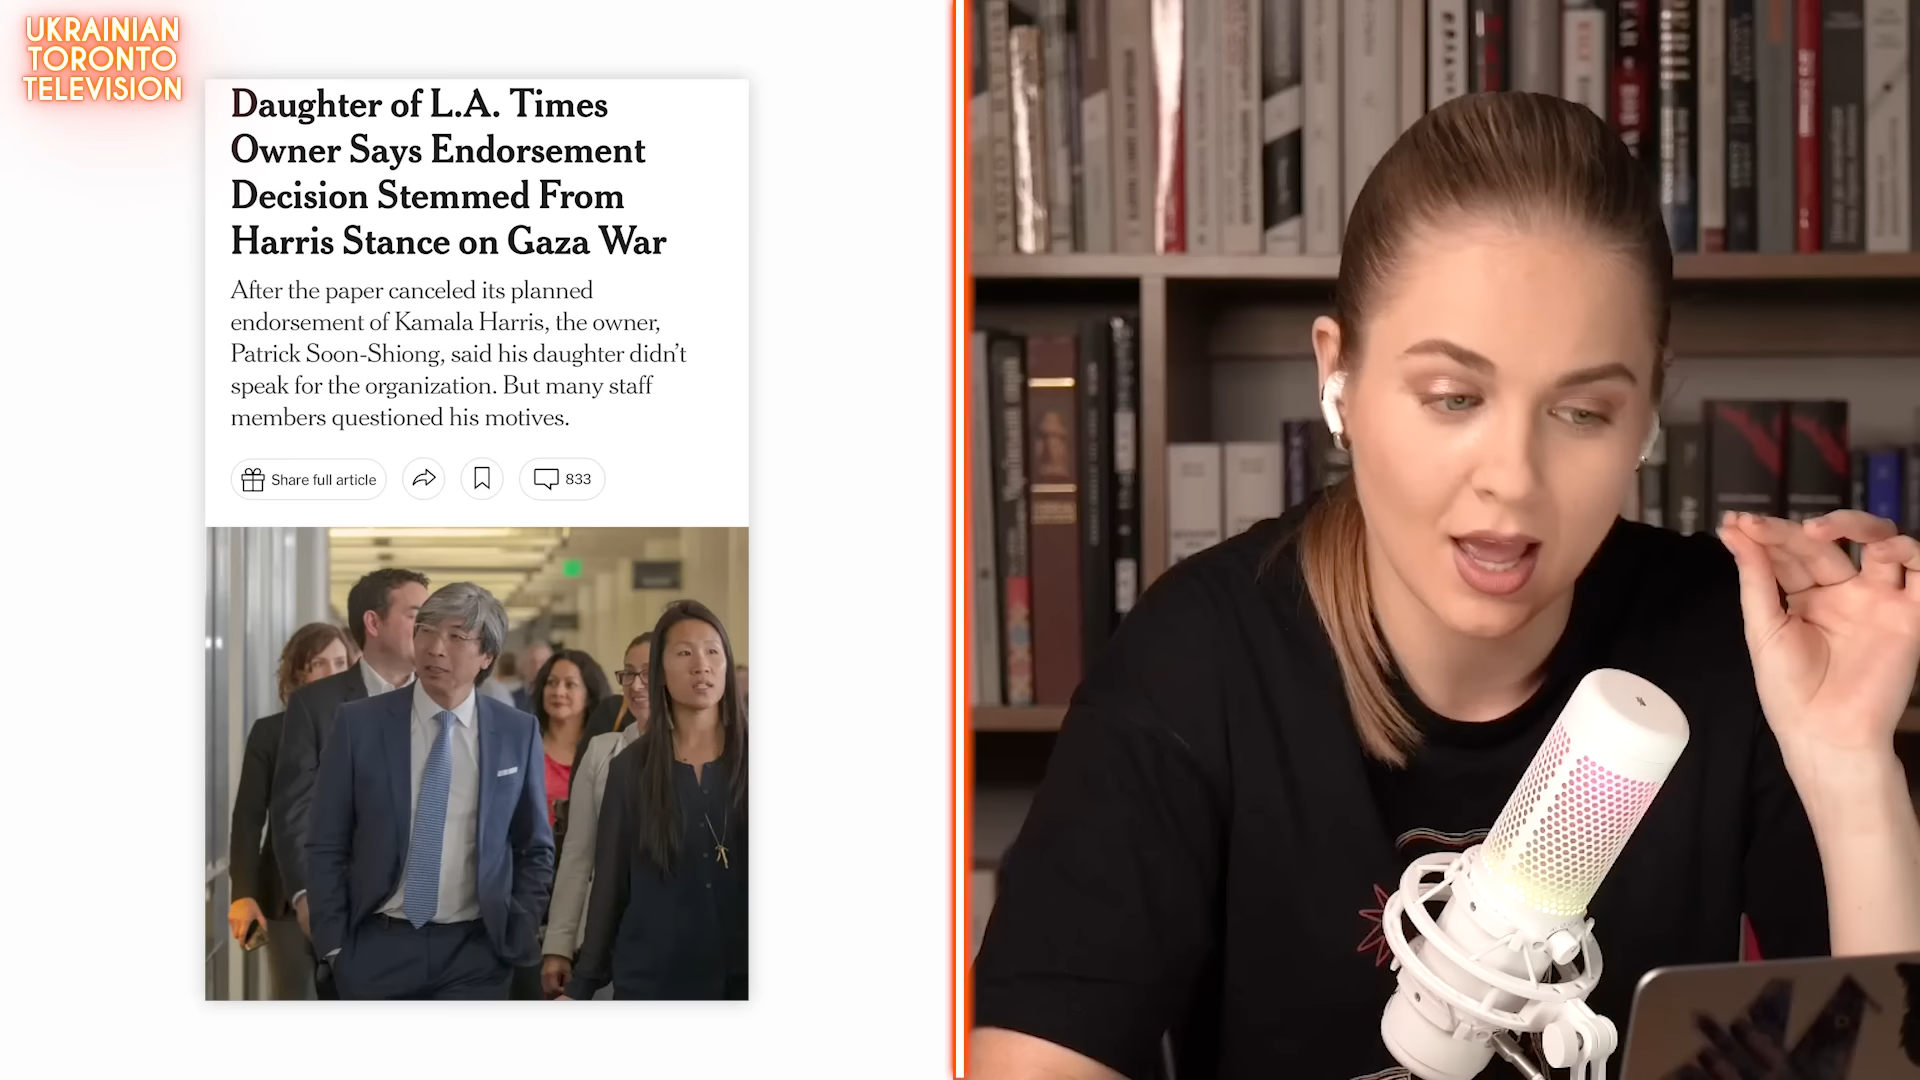 UKRAINIAN
TORONTO
TELEVISION
Daughter of L.A. Times
Owner Says Endorsement
Decision Stemmed From
Harris Stance on Gaza War
After the paper canceled its planned
endorsement of Kamala Harris, the owner,
Patrick Soon-Shiong, said his daughter didn’t
speak for the organization. But many staff
members questioned his motives.
Share full article
833